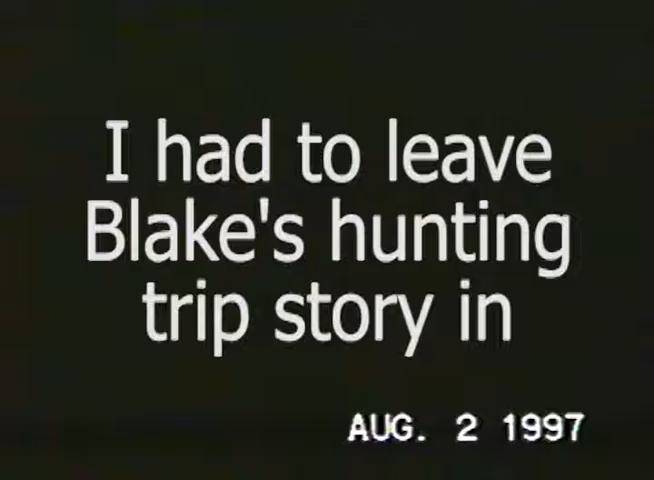 I had to leave
Blake's hunting
trip story in
AUG. 2 1997